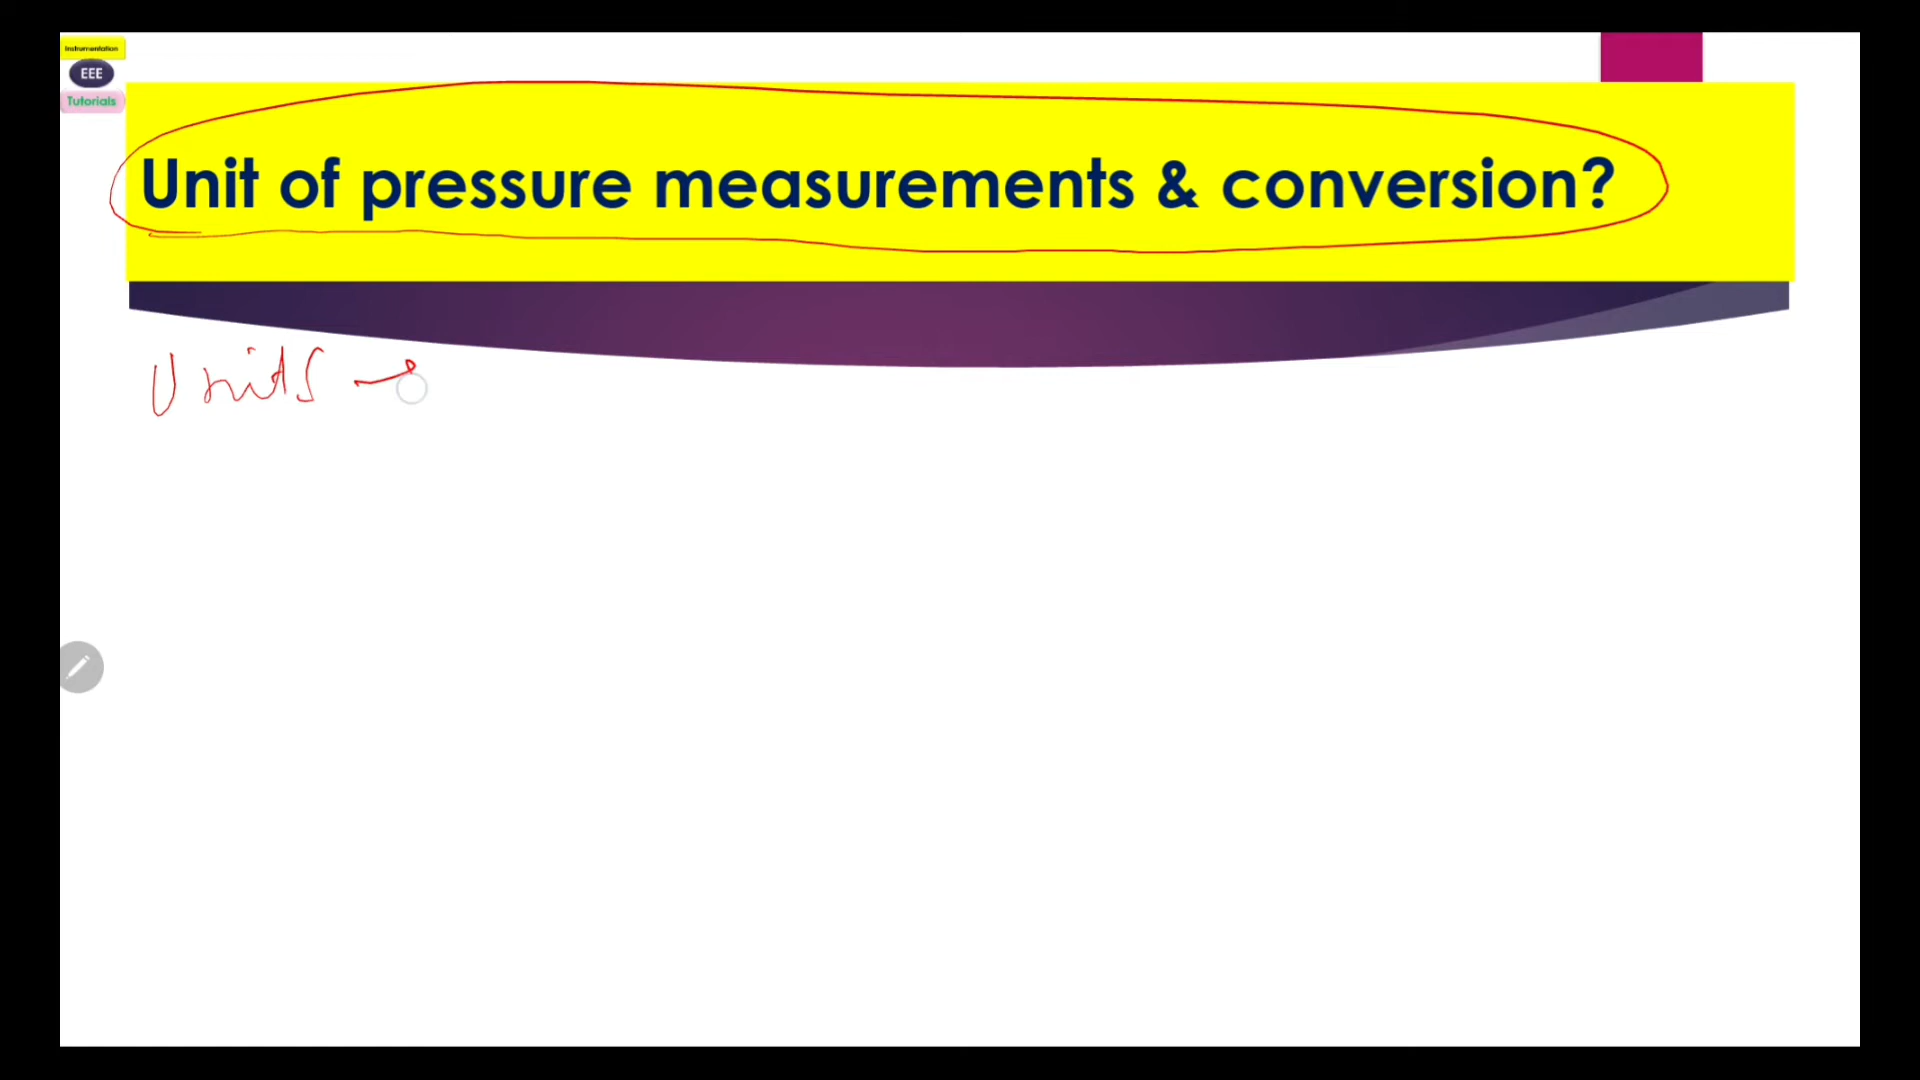 Instrumentation
EEE
Tutorials
Unit of pressure measurements & conversion?
Units